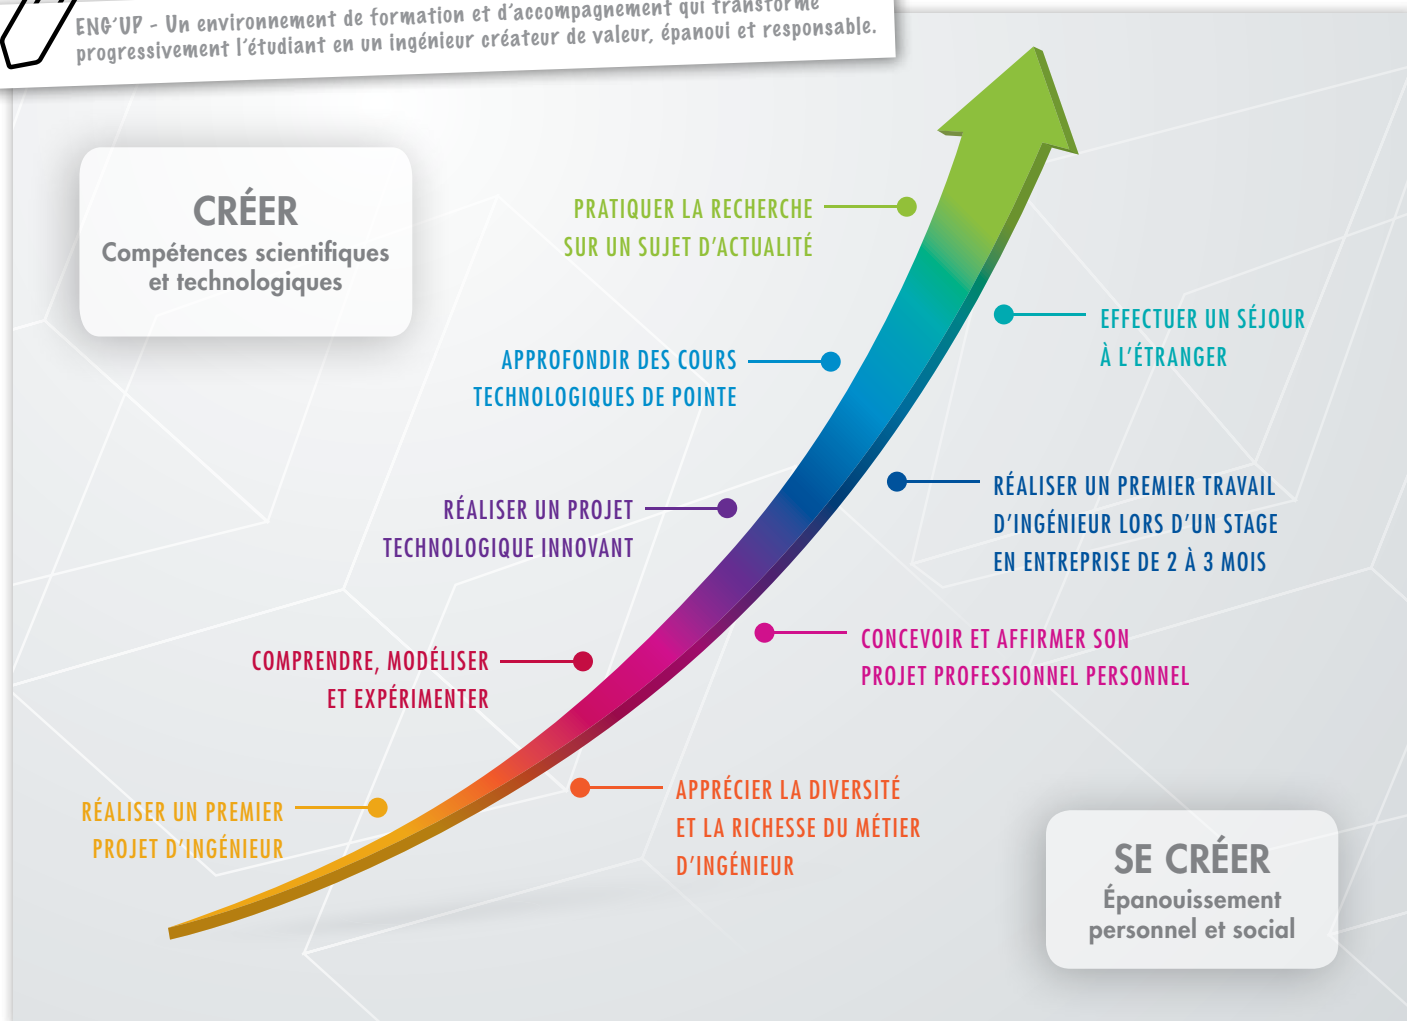 ENG'UP - Un environnement de formation et d'accompagnement qui transforme
progressivement l'étudiant en un ingénieur créateur de valeur, épanoui et responsable.
CRÉER
Compétences scientifiques
et technologiques
PRATIQUER LA RECHERCHE
SUR UN SUJET D'ACTUALITÉ
EFFECTUER UN SÉJOUR
À L'ÉTRANGER
APPROFONDIR DES COURS
TECHNOLOGIQUES DE POINTE
RÉALISER UN PREMIER TRAVAIL
D'INGÉNIEUR LORS D'UN STAGE
EN ENTREPRISE DE 2 À 3 MOIS
RÉALISER UN PROJET
TECHNOLOGIQUE INNOVANT
CONCEVOIR ET AFFIRMER SON
PROJET PROFESSIONNEL PERSONNEL
COMPRENDRE, MODÉLISER
ET EXPÉRIMENTER
APPRÉCIER LA DIVERSITÉ
ET LA RICHESSE DU MÉTIER
D'INGÉNIEUR
RÉALISER UN PREMIER
PROJET D'INGÉNIEUR
SE CRÉER
Épanouissement
personnel et social